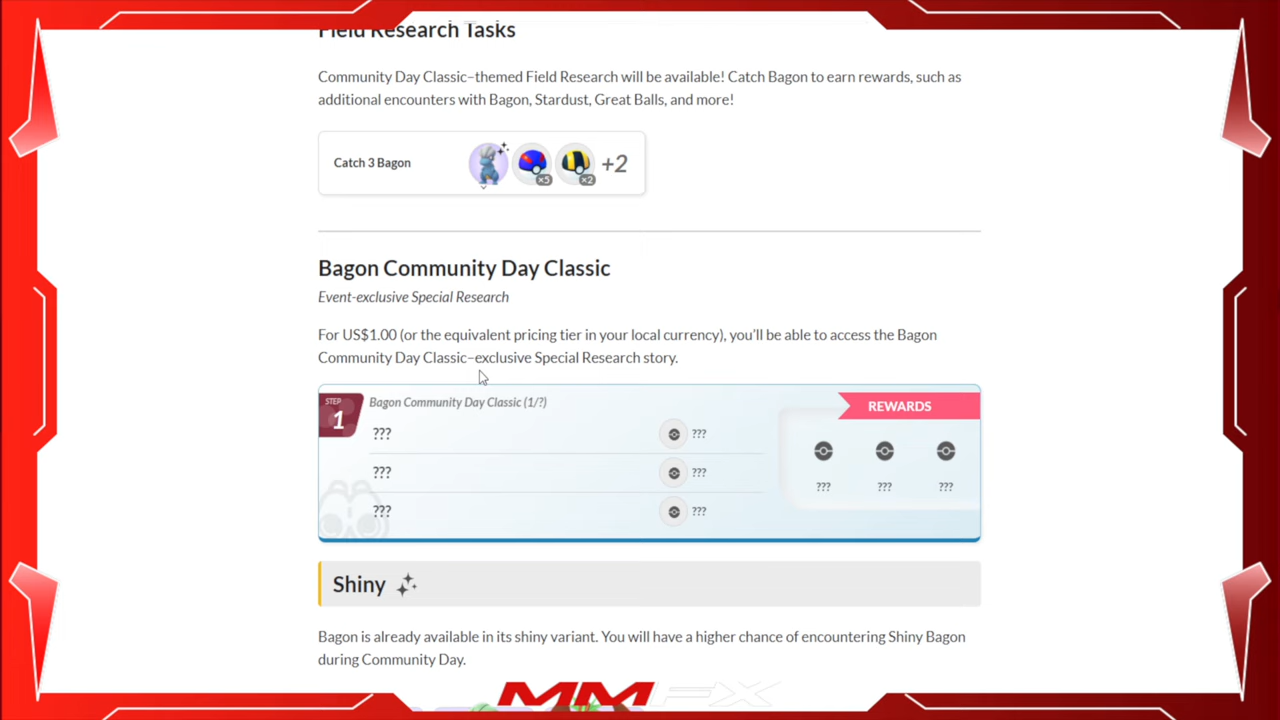 Field Research Tasks
Community Day Classic–themed Field Research will be available! Catch Bagon to earn rewards, such as
additional encounters with Bagon, Stardust, Great Balls, and more!
Catch 3 Bagon
×5
×2
+2
Bagon Community Day Classic
Event-exclusive Special Research
For US$1.00 (or the equivalent pricing tier in your local currency), you'll be able to access the Bagon
Community Day Classic–exclusive Special Research story.
STEP
1
Bagon Community Day Classic (1/?)
REWARDS
??? ???
??? ???
??? ???
??? ??? ???
Shiny
Bagon is already available in its shiny variant. You will have a higher chance of encountering Shiny Bagon
during Community Day.
MMFX